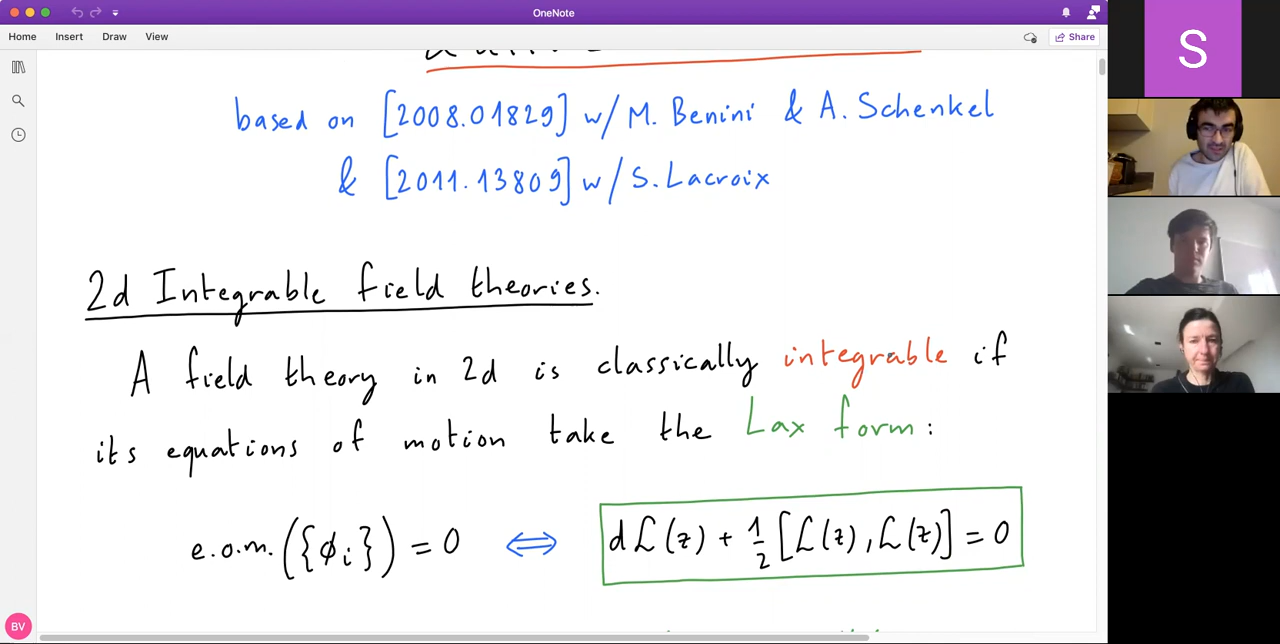 OneNote
Home Insert Draw View
Share
based on [2008.01829] w/ M. Benini & A. Schenkel
& [2011.13809] w/ S. Lacroix
2d Integrable field theories.
A field theory in 2d is classically integrable if
its equations of motion take the Lax form:
e.o.m.({ϕᵢ}) = 0 ⇔ dℒ(z) + 1/2 [ℒ(z), ℒ(z)] = 0
S
BV